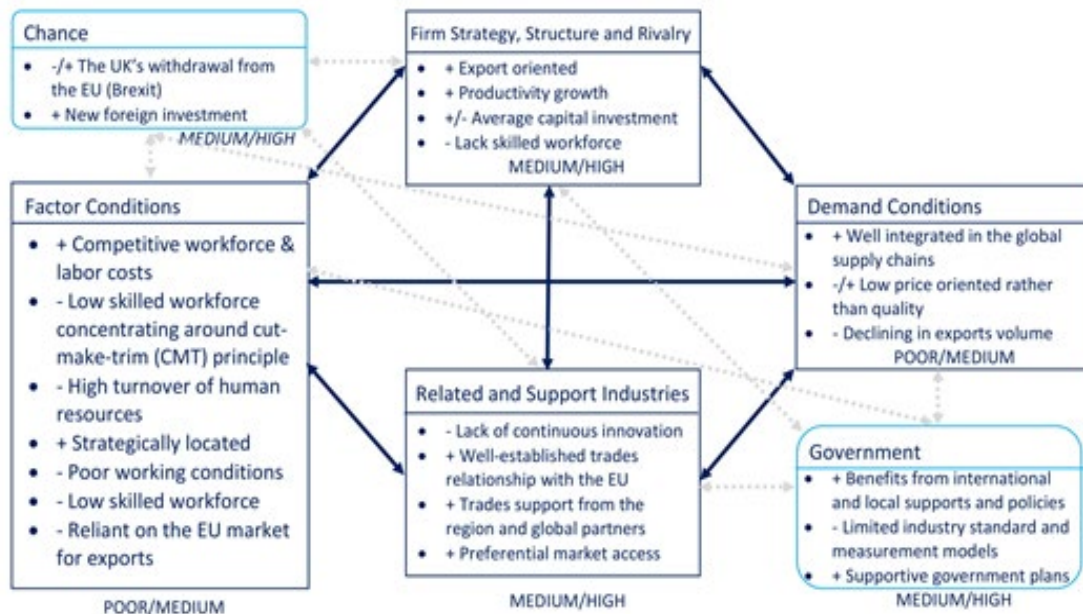 Chance
• -/+ The UK's withdrawal from
the EU (Brexit)
• + New foreign investment
MEDIUM/HIGH
Firm Strategy, Structure and Rivalry
• + Export oriented
• + Productivity growth
• +/- Average capital investment
• - Lack skilled workforce
MEDIUM/HIGH
Factor Conditions
• + Competitive workforce &
labor costs
• - Low skilled workforce
concentrating around cut-
make-trim (CMT) principle
• - High turnover of human
resources
• + Strategically located
• - Poor working conditions
• - Low skilled workforce
• - Reliant on the EU market
for exports
POOR/MEDIUM
Demand Conditions
• + Well integrated in the global
supply chains
• -/+ Low price oriented rather
than quality
• - Declining in exports volume
POOR/MEDIUM
Related and Support Industries
• - Lack of continuous innovation
• + Well-established trades
relationship with the EU
• + Trades support from the
region and global partners
• + Preferential market access
MEDIUM/HIGH
Government
• + Benefits from international
and local supports and policies
• - Limited industry standard and
measurement models
• + Supportive government plans
MEDIUM/HIGH